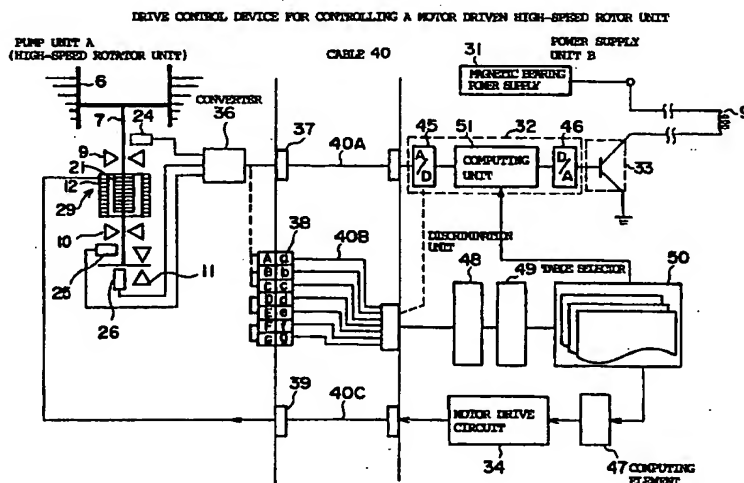 DRIVE CONTROL DEVICE FOR CONTROLLING A MOTOR DRIVEN HIGH-SPEED ROTOR UNIT
PUMP UNIT A
(HIGH-SPEED ROTATOR UNIT)
CABLE 40
POWER SUPPLY
UNIT B
31
MAGNETIC BEARING
POWER SUPPLY
6
7
24
CONVERTER
36
37
40A
45
51
32
46
9
A/D
COMPUTING
UNIT
D/A
33
9
21
12
29
10
25
26
11
38
40B
A a
B b
C c
D d
E e
F f
G g
DISCRIMINATION
UNIT
48
49
TABLE SELECTOR
50
39
40C
MOTOR DRIVE
CIRCUIT
34
47
COMPUTING
ELEMENT